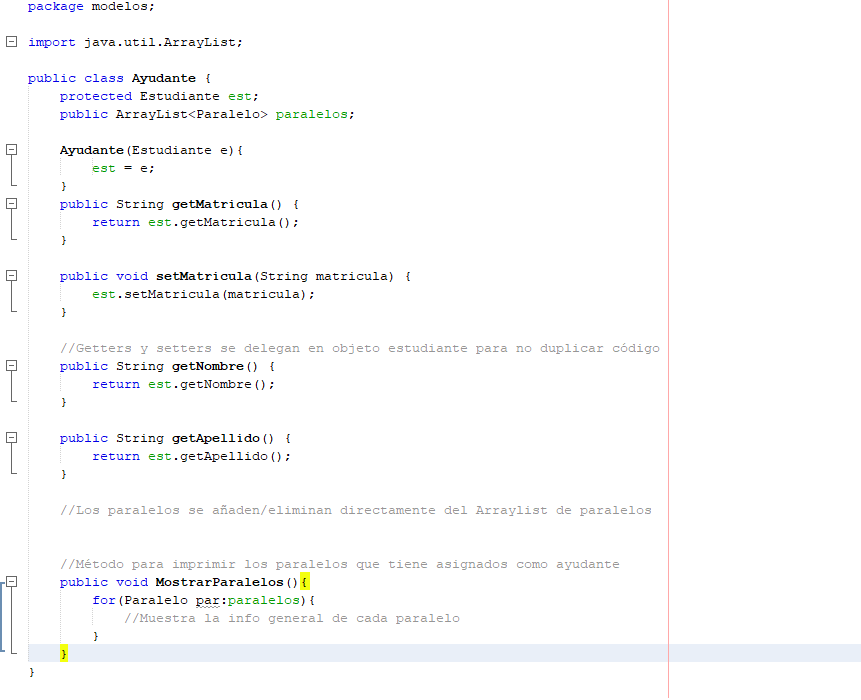 package modelos;
import java.util.ArrayList;
public class Ayudante {
protected Estudiante est;
public ArrayList<Paralelo> paralelos;
Ayudante(Estudiante e){
est = e;
}
public String getMatricula() {
return est.getMatricula();
}
public void setMatricula(String matricula) {
est.setMatricula(matricula);
}
//Getters y setters se delegan en objeto estudiante para no duplicar código
public String getNombre() {
return est.getNombre();
}
public String getApellido() {
return est.getApellido();
}
//Los paralelos se añaden/eliminan directamente del Arraylist de paralelos
//Método para imprimir los paralelos que tiene asignados como ayudante
public void MostrarParalelos(){
for(Paralelo par:paralelos){
//Muestra la info general de cada paralelo
}
}
}